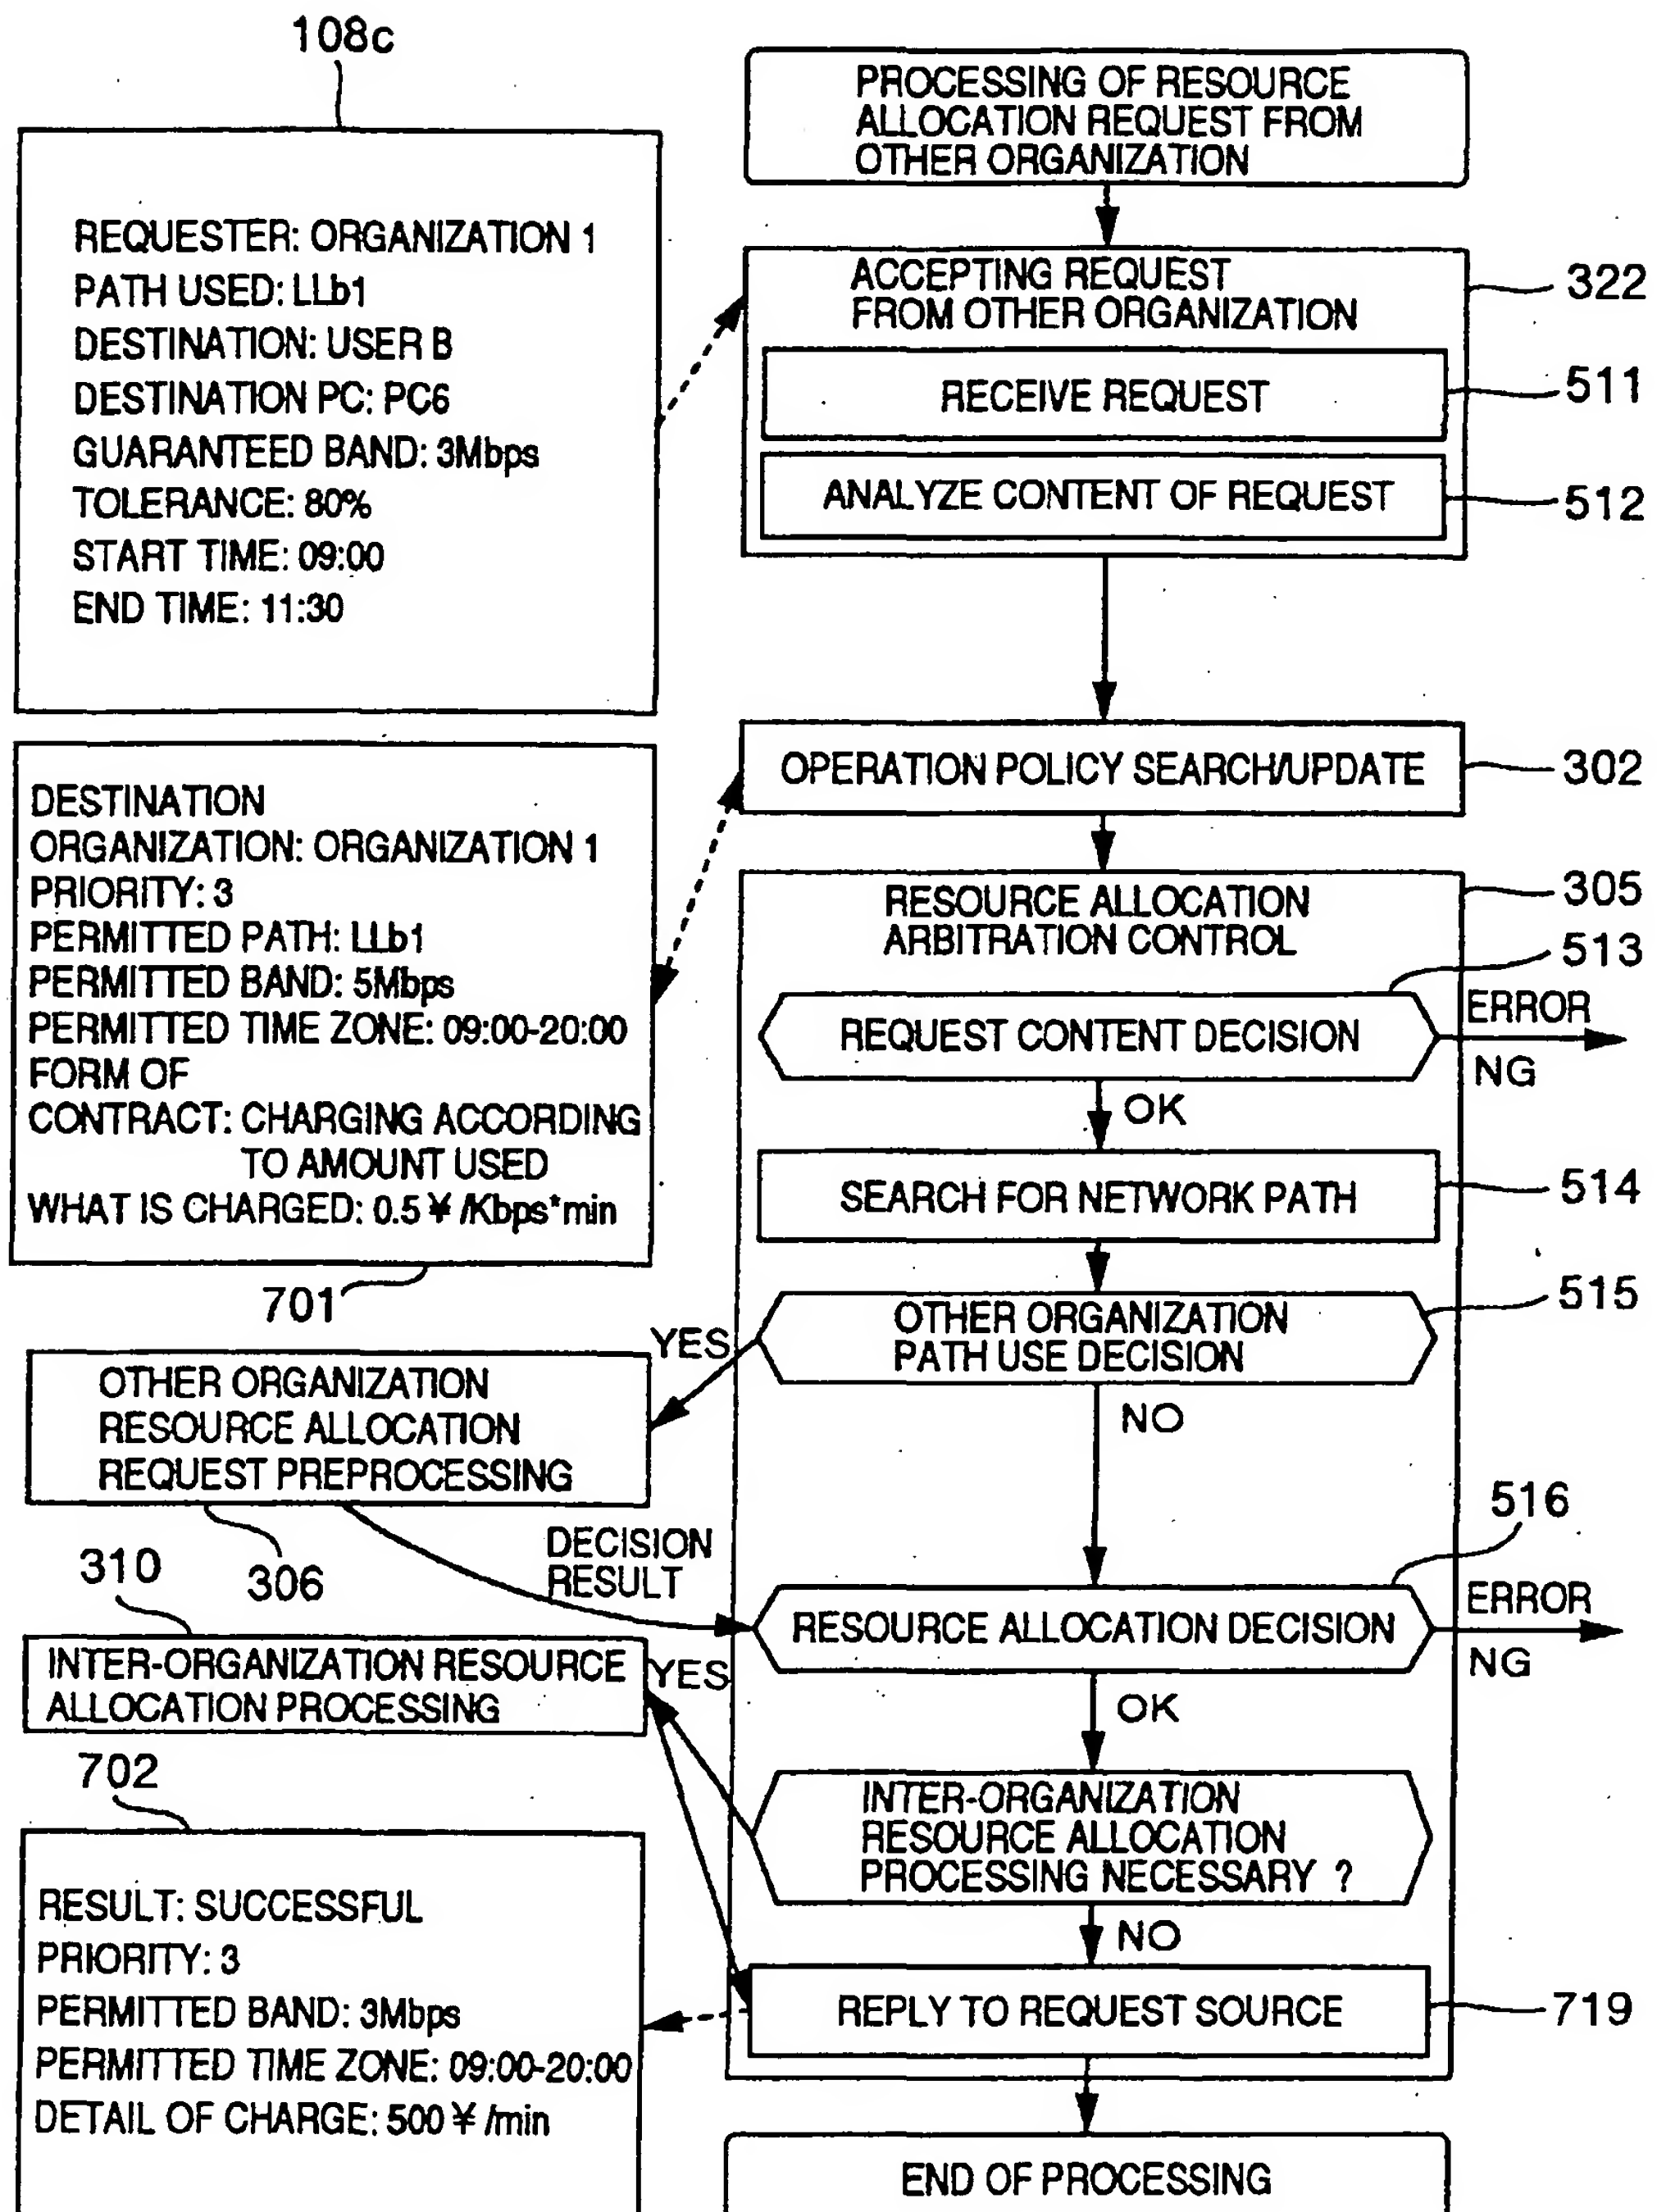 108c
REQUESTER: ORGANIZATION 1
PATH USED: LLb1
DESTINATION: USER B
DESTINATION PC: PC6
GUARANTEED BAND: 3Mbps
TOLERANCE: 80%
START TIME: 09:00
END TIME: 11:30
PROCESSING OF RESOURCE
ALLOCATION REQUEST FROM
OTHER ORGANIZATION
ACCEPTING REQUEST
FROM OTHER ORGANIZATION
322
RECEIVE REQUEST
511
ANALYZE CONTENT OF REQUEST
512
OPERATION POLICY SEARCH/UPDATE
302
DESTINATION
ORGANIZATION: ORGANIZATION 1
PRIORITY: 3
PERMITTED PATH: LLb1
PERMITTED BAND: 5Mbps
PERMITTED TIME ZONE: 09:00-20:00
FORM OF
CONTRACT: CHARGING ACCORDING
TO AMOUNT USED
WHAT IS CHARGED: 0.5 ¥ /Kbps*min
701
RESOURCE ALLOCATION
ARBITRATION CONTROL
305
513
REQUEST CONTENT DECISION
ERROR
NG
OK
SEARCH FOR NETWORK PATH
514
OTHER ORGANIZATION
PATH USE DECISION
515
YES
NO
OTHER ORGANIZATION
RESOURCE ALLOCATION
REQUEST PREPROCESSING
306
DECISION
RESULT
516
RESOURCE ALLOCATION DECISION
ERROR
NG
OK
310
INTER-ORGANIZATION RESOURCE
ALLOCATION PROCESSING
YES
INTER-ORGANIZATION
RESOURCE ALLOCATION
PROCESSING NECESSARY ?
NO
REPLY TO REQUEST SOURCE
719
702
RESULT: SUCCESSFUL
PRIORITY: 3
PERMITTED BAND: 3Mbps
PERMITTED TIME ZONE: 09:00-20:00
DETAIL OF CHARGE: 500 ¥ /min
END OF PROCESSING